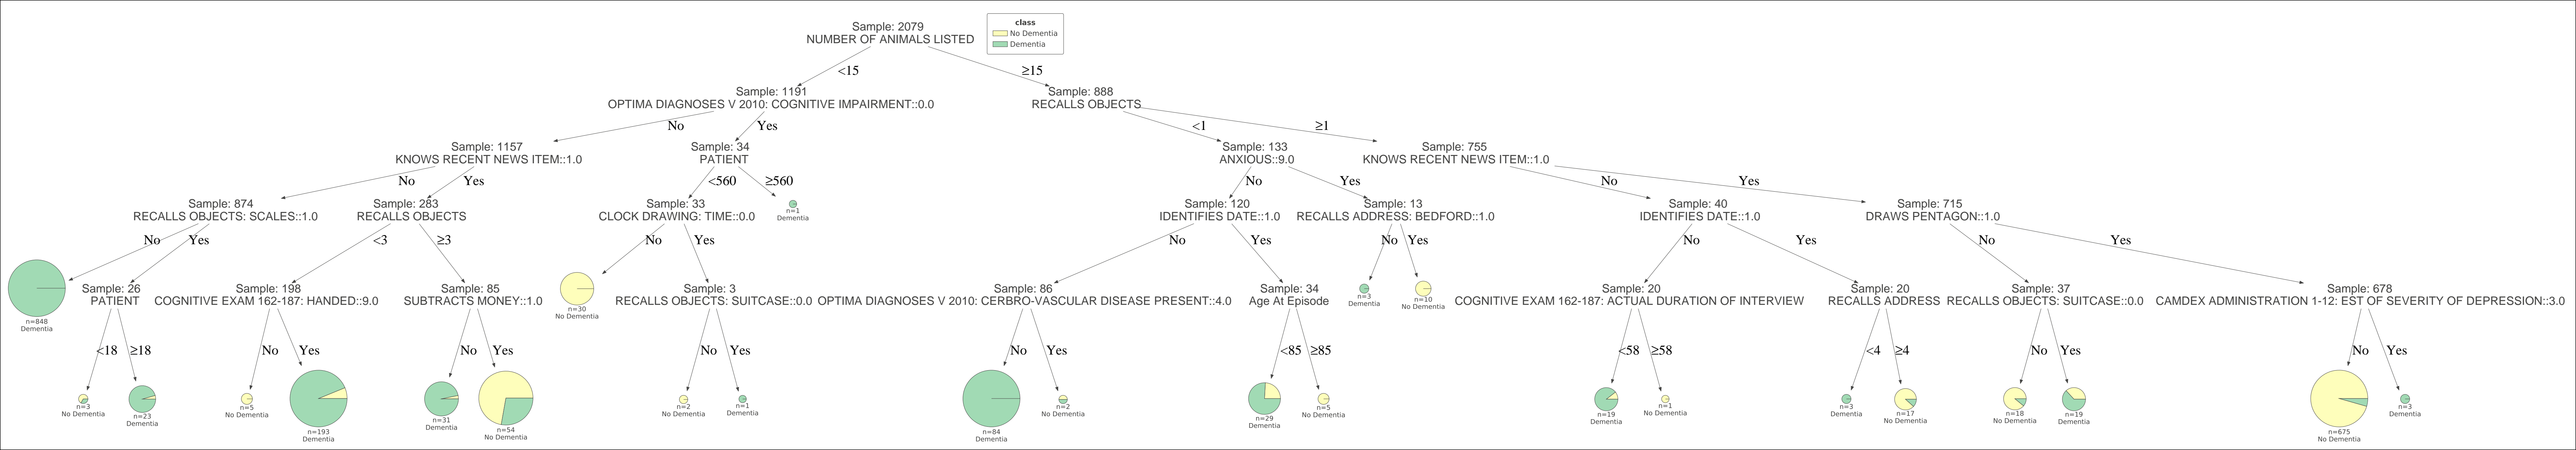 Sample: 2079
NUMBER OF ANIMALS LISTED
class
No Dementia
Dementia
<15
≥15
Sample: 1191
OPTIMA DIAGNOSES V 2010: COGNITIVE IMPAIRMENT::0.0
Sample: 888
RECALLS OBJECTS
No
Yes
<1
≥1
Sample: 1157
KNOWS RECENT NEWS ITEM::1.0
Sample: 34
PATIENT
Sample: 133
ANXIOUS::9.0
Sample: 755
KNOWS RECENT NEWS ITEM::1.0
No
Yes
<560
≥560
No
Yes
No
Yes
Sample: 874
RECALLS OBJECTS: SCALES::1.0
Sample: 283
RECALLS OBJECTS
Sample: 33
CLOCK DRAWING: TIME::0.0
n=1
Dementia
Sample: 120
IDENTIFIES DATE::1.0
Sample: 13
RECALLS ADDRESS: BEDFORD::1.0
Sample: 40
IDENTIFIES DATE::1.0
Sample: 715
DRAWS PENTAGON::1.0
No
Yes
<3
≥3
No
Yes
No
Yes
No
Yes
No
Yes
No
Yes
n=848
Dementia
Sample: 26
PATIENT
Sample: 198
COGNITIVE EXAM 162-187: HANDED::9.0
Sample: 85
SUBTRACTS MONEY::1.0
n=30
No Dementia
Sample: 3
RECALLS OBJECTS: SUITCASE::0.0
Sample: 86
OPTIMA DIAGNOSES V 2010: CERBRO-VASCULAR DISEASE PRESENT::4.0
Sample: 34
Age At Episode
n=3
Dementia
n=10
No Dementia
Sample: 20
COGNITIVE EXAM 162-187: ACTUAL DURATION OF INTERVIEW
Sample: 20
RECALLS ADDRESS
Sample: 37
RECALLS OBJECTS: SUITCASE::0.0
Sample: 678
CAMDEX ADMINISTRATION 1-12: EST OF SEVERITY OF DEPRESSION::3.0
<18
≥18
No
Yes
No
Yes
No
Yes
No
Yes
<85
≥85
<58
≥58
<4
≥4
No
Yes
No
Yes
n=3
No Dementia
n=23
Dementia
n=5
No Dementia
n=193
Dementia
n=31
Dementia
n=54
No Dementia
n=2
No Dementia
n=1
Dementia
n=84
Dementia
n=2
No Dementia
n=29
Dementia
n=5
No Dementia
n=19
Dementia
n=1
No Dementia
n=3
Dementia
n=17
No Dementia
n=18
No Dementia
n=19
Dementia
n=675
No Dementia
n=3
Dementia